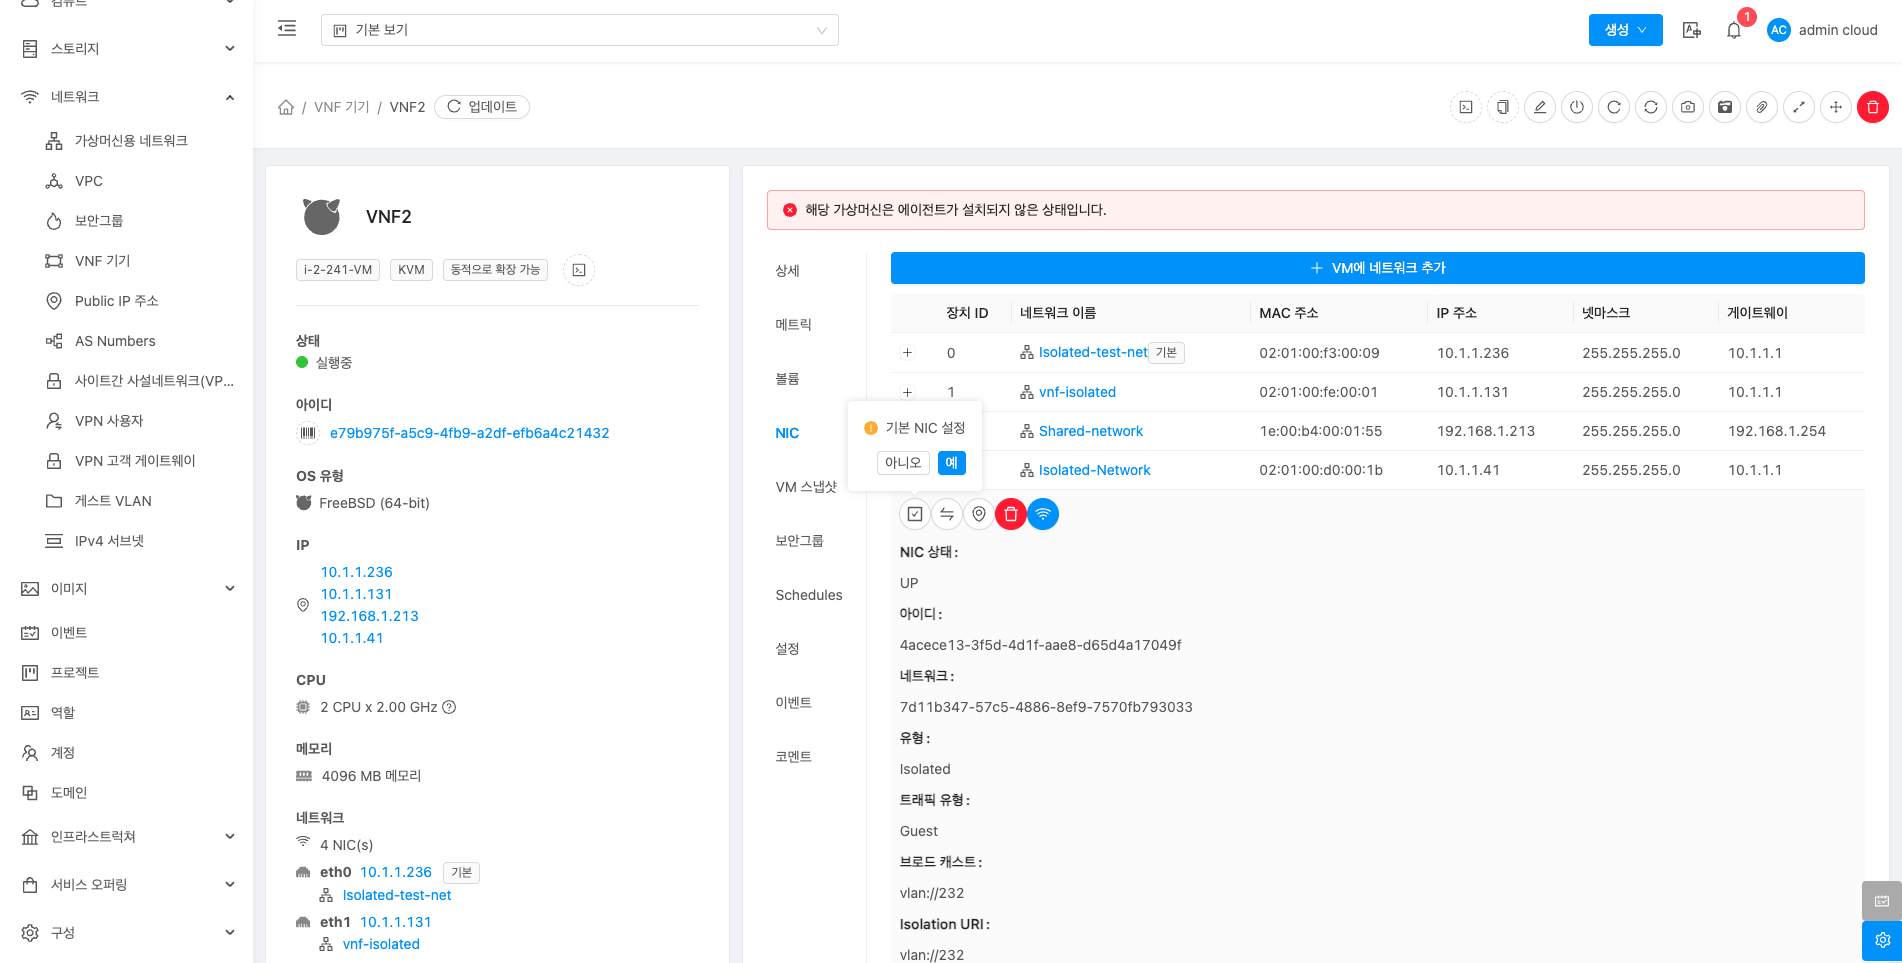 컴퓨트
스토리지
네트워크
가상머신용 네트워크
VPC
보안그룹
VNF 기기
Public IP 주소
AS Numbers
사이트간 사설네트워크(VP...
VPN 사용자
VPN 고객 게이트웨이
게스트 VLAN
IPv4 서브넷
이미지
이벤트
프로젝트
역할
계정
도메인
인프라스트럭쳐
서비스 오퍼링
구성
기본 보기
생성
1
AC admin cloud
/ VNF 기기 / VNF2 업데이트
VNF2
i-2-241-VM KVM 동적으로 확장 가능
상태
실행중
아이디
e79b975f-a5c9-4fb9-a2df-efb6a4c21432
OS 유형
FreeBSD (64-bit)
IP
10.1.1.236
10.1.1.131
192.168.1.213
10.1.1.41
CPU
2 CPU x 2.00 GHz
메모리
4096 MB 메모리
네트워크
4 NIC(s)
eth0 10.1.1.236 기본
Isolated-test-net
eth1 10.1.1.131
vnf-isolated
해당 가상머신은 에이전트가 설치되지 않은 상태입니다.
상세
메트릭
볼륨
NIC
VM 스냅샷
보안그룹
Schedules
설정
이벤트
코멘트
VM에 네트워크 추가
장치 ID 네트워크 이름 MAC 주소 IP 주소 넷마스크 게이트웨이
0 Isolated-test-net 기본 02:01:00:f3:00:09 10.1.1.236 255.255.255.0 10.1.1.1
1 vnf-isolated 02:01:00:fe:00:01 10.1.1.131 255.255.255.0 10.1.1.1
Shared-network 1e:00:b4:00:01:55 192.168.1.213 255.255.255.0 192.168.1.254
Isolated-Network 02:01:00:d0:00:1b 10.1.1.41 255.255.255.0 10.1.1.1
기본 NIC 설정
아니오 예
NIC 상태 :
UP
아이디 :
4acece13-3f5d-4d1f-aae8-d65d4a17049f
네트워크 :
7d11b347-57c5-4886-8ef9-7570fb793033
유형 :
Isolated
트래픽 유형 :
Guest
브로드 캐스트 :
vlan://232
Isolation URI :
vlan://232